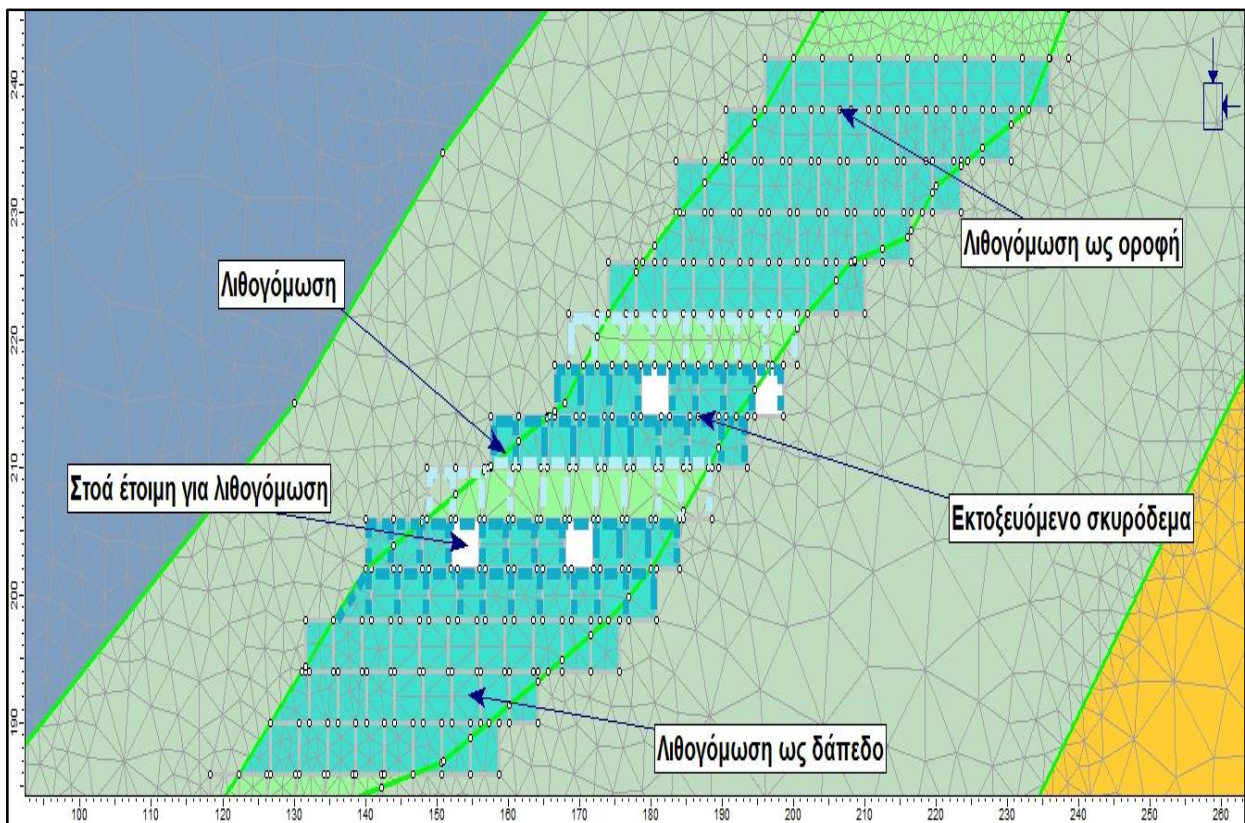 Λιθογόμωση ως οροφή
Λιθογόμωση
Στοά έτοιμη για λιθογόμωση
Εκτοξευόμενο σκυρόδεμα
Λιθογόμωση ως δάπεδο
240
230
220
210
200
190
100 110 120 130 140 150 160 170 180 190 200 210 220 230 240 250 260